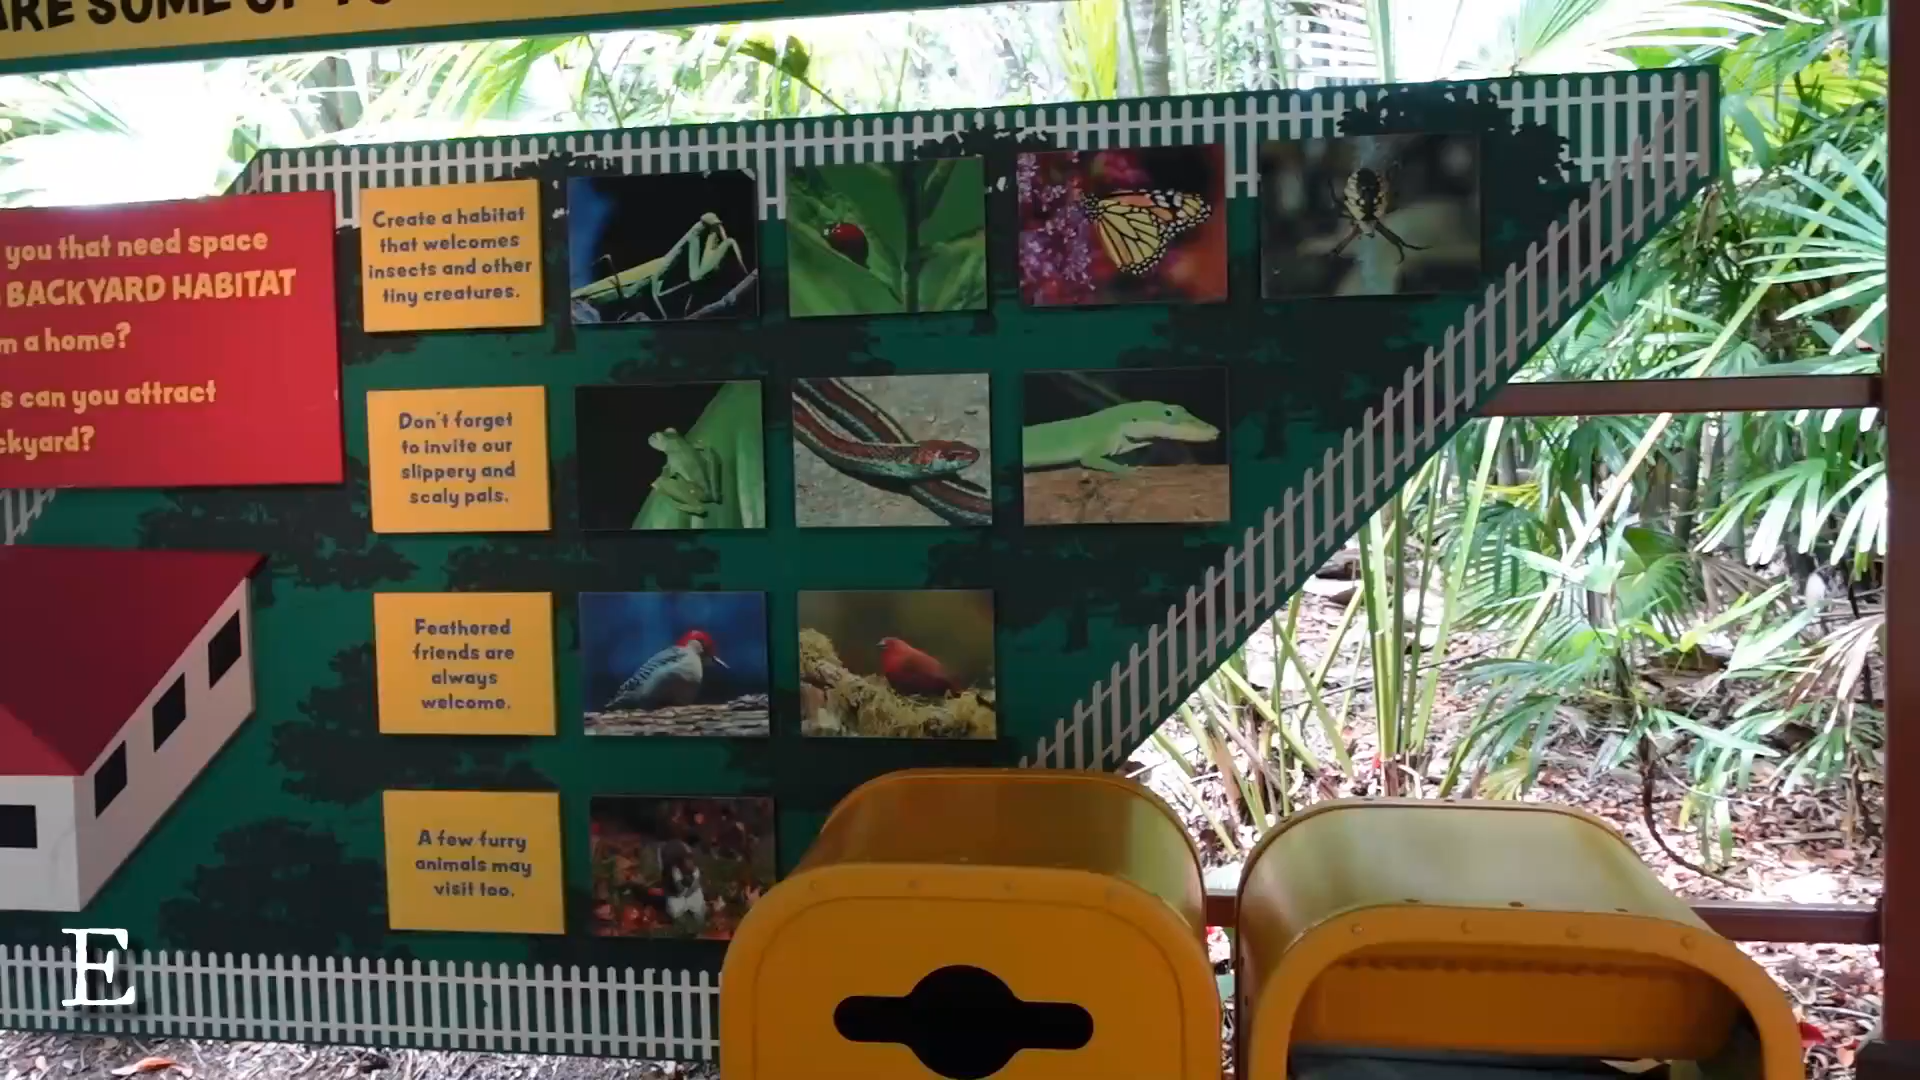 ARE SOME OF
you that need space
BACKYARD HABITAT
a home?
can you attract
Create a habitat
that welcomes
insects and other
tiny creatures.
Don't forget
to invite our
slippery and
scaly pals.
Feathered
friends are
always
welcome.
A few furry
animals may
visit too.
E